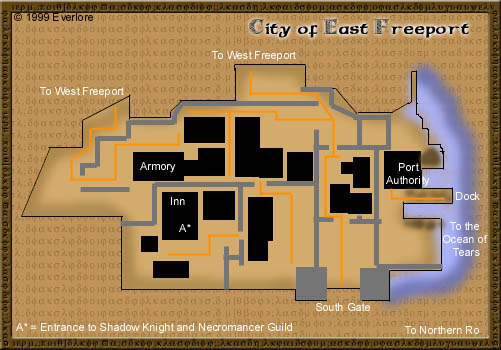 © 1999 Everlore
City of East Freeport
To West Freeport
To West Freeport
Armory
Port
Authority
Inn
Dock
A*
To the
Ocean of
Tears
South Gate
A* = Entrance to Shadow Knight and Necromancer Guild
To Northern Ro